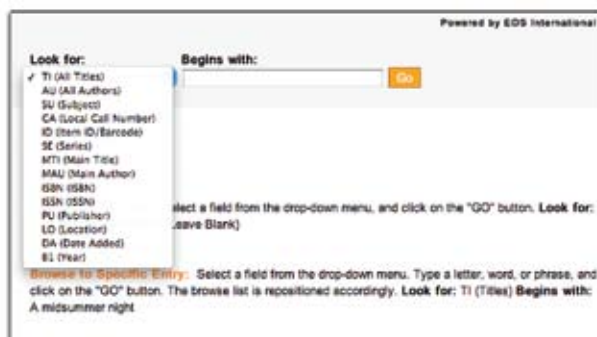 Powered by EOS International
Look for: Begins with:
✓ TI (All Titles)
Go
AU (All Authors)
SU (Subject)
CA (Local Call Number)
ID (Item ID/Barcode)
SE (Series)
MTI (Main Title)
MAU (Main Author)
ISBN (ISBN)
ISSN (ISSN)
PU (Publisher)
LO (Location)
DA (Date Added)
B1 (Year)
elect a field from the drop-down menu, and click on the "GO" button. Look for:
eave Blank)
Browse to Specific Entry: Select a field from the drop-down menu. Type a letter, word, or phrase, and
click on the "GO" button. The browse list is repositioned accordingly. Look for: TI (Titles) Begins with:
A midsummer night